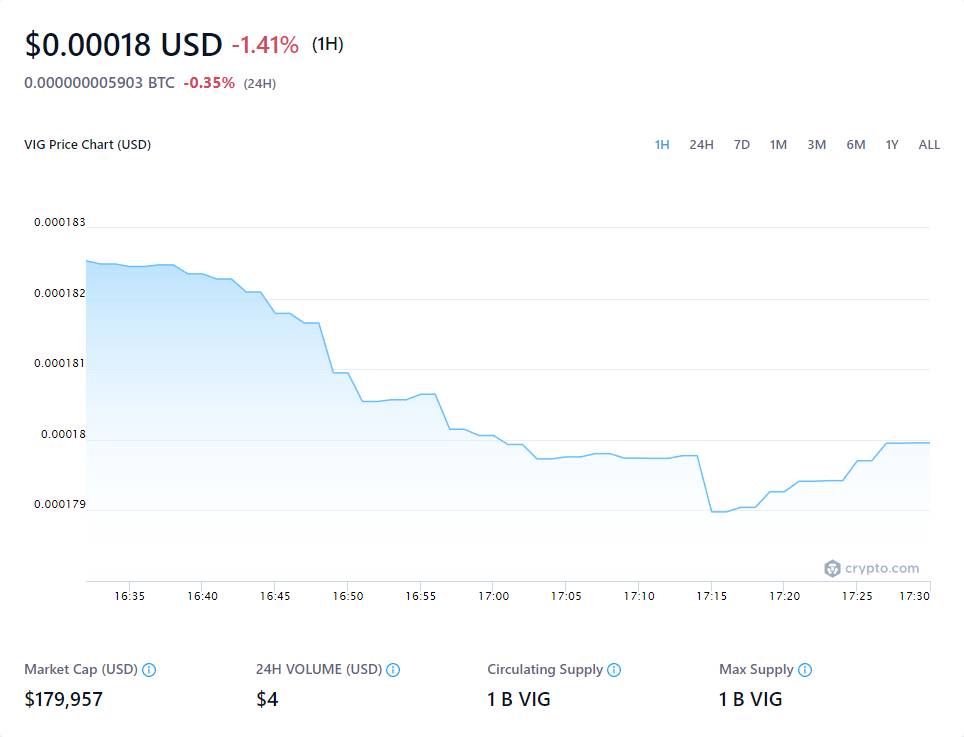 $0.00018 USD -1.41% (1H)
0.000000005903 BTC -0.35% (24H)
VIG Price Chart (USD) 1H 24H 7D 1M 3M 6M 1Y ALL
0.000183
0.000182
0.000181
0.00018
0.000179
crypto.com
16:35 16:40 16:45 16:50 16:55 17:00 17:05 17:10 17:15 17:20 17:25 17:30
Market Cap (USD) 24H VOLUME (USD) Circulating Supply Max Supply
$179,957 $4 1 B VIG 1 B VIG